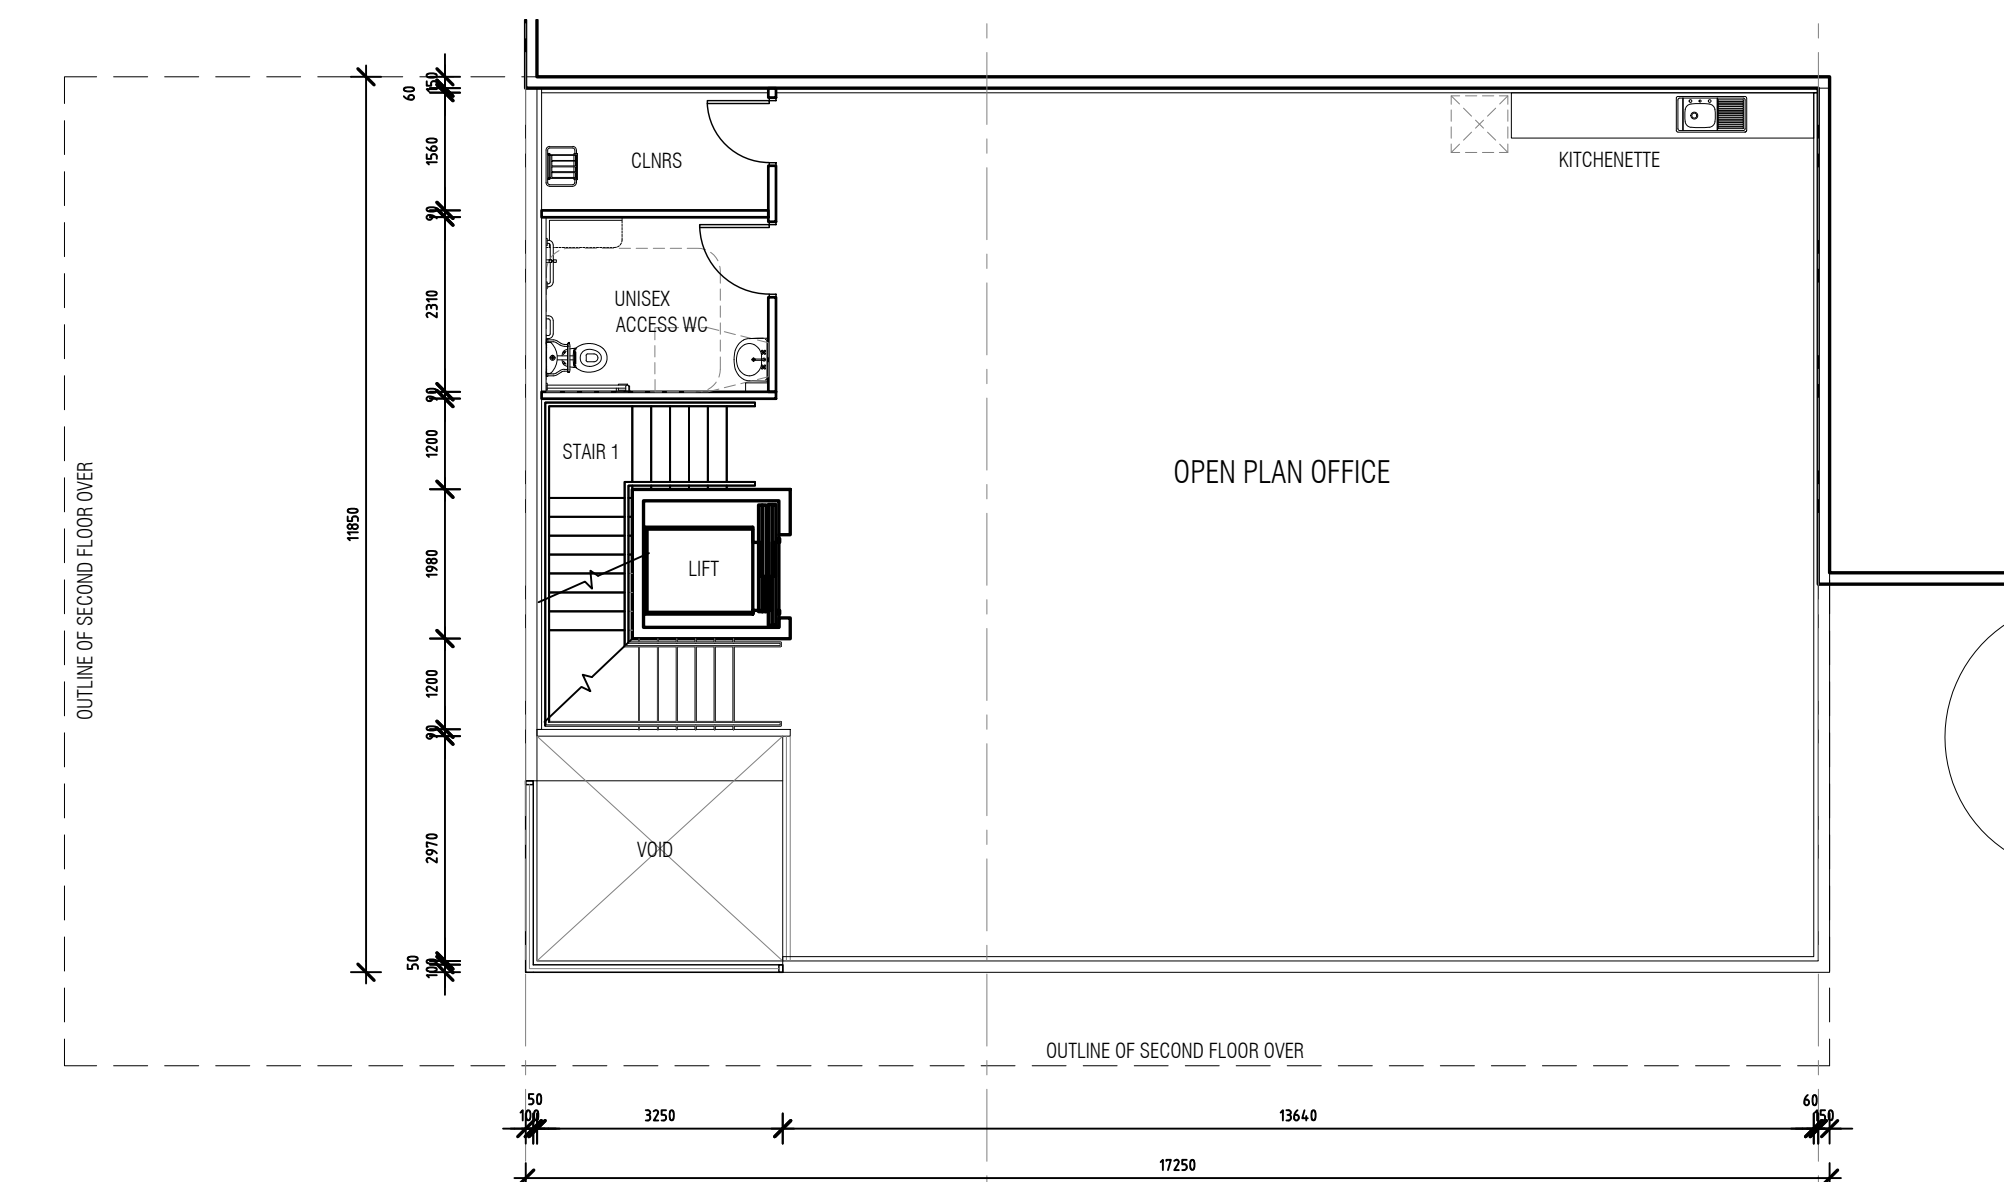 150
60
1560
CLNRS
KITCHENETTE
90
2310
UNISEX
ACCESS WC
90
1200
STAIR 1
OPEN PLAN OFFICE
OUTLINE OF SECOND FLOOR OVER
11850
1980
LIFT
1200
90
2970
VOID
50
100
OUTLINE OF SECOND FLOOR OVER
50
100
3250
13640
60
150
17250